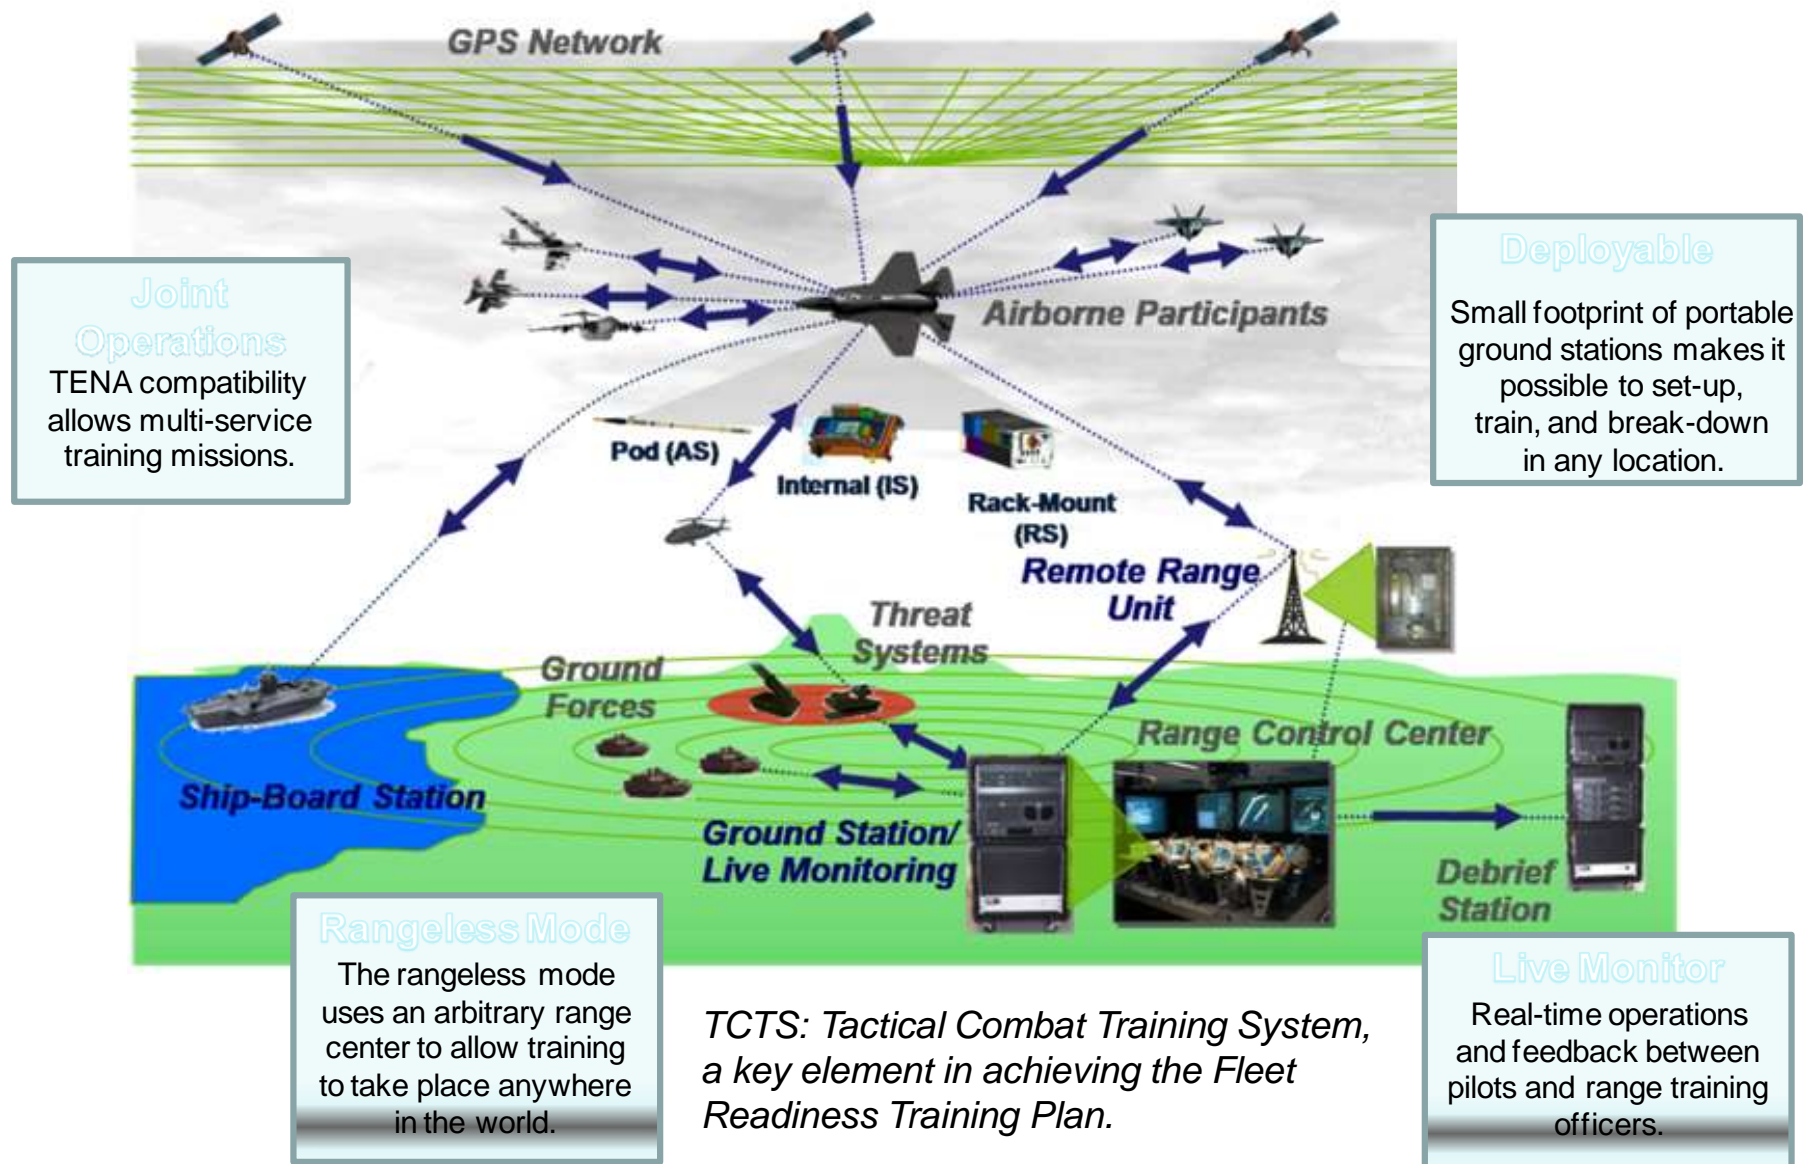 GPS Network
Joint
Operations
TENA compatibility
allows multi-service
training missions.
Airborne Participants
Deployable
Small footprint of portable
ground stations makes it
possible to set-up,
train, and break-down
in any location.
Pod (AS)
Internal (IS)
Rack-Mount
(RS)
Remote Range
Unit
Threat
Systems
Ground
Forces
Range Control Center
Ship-Board Station
Ground Station/
Live Monitoring
Debrief
Station
Rangeless Mode
The rangeless mode
uses an arbitrary range
center to allow training
to take place anywhere
in the world.
TCTS: Tactical Combat Training System,
a key element in achieving the Fleet
Readiness Training Plan.
Live Monitor
Real-time operations
and feedback between
pilots and range training
officers.